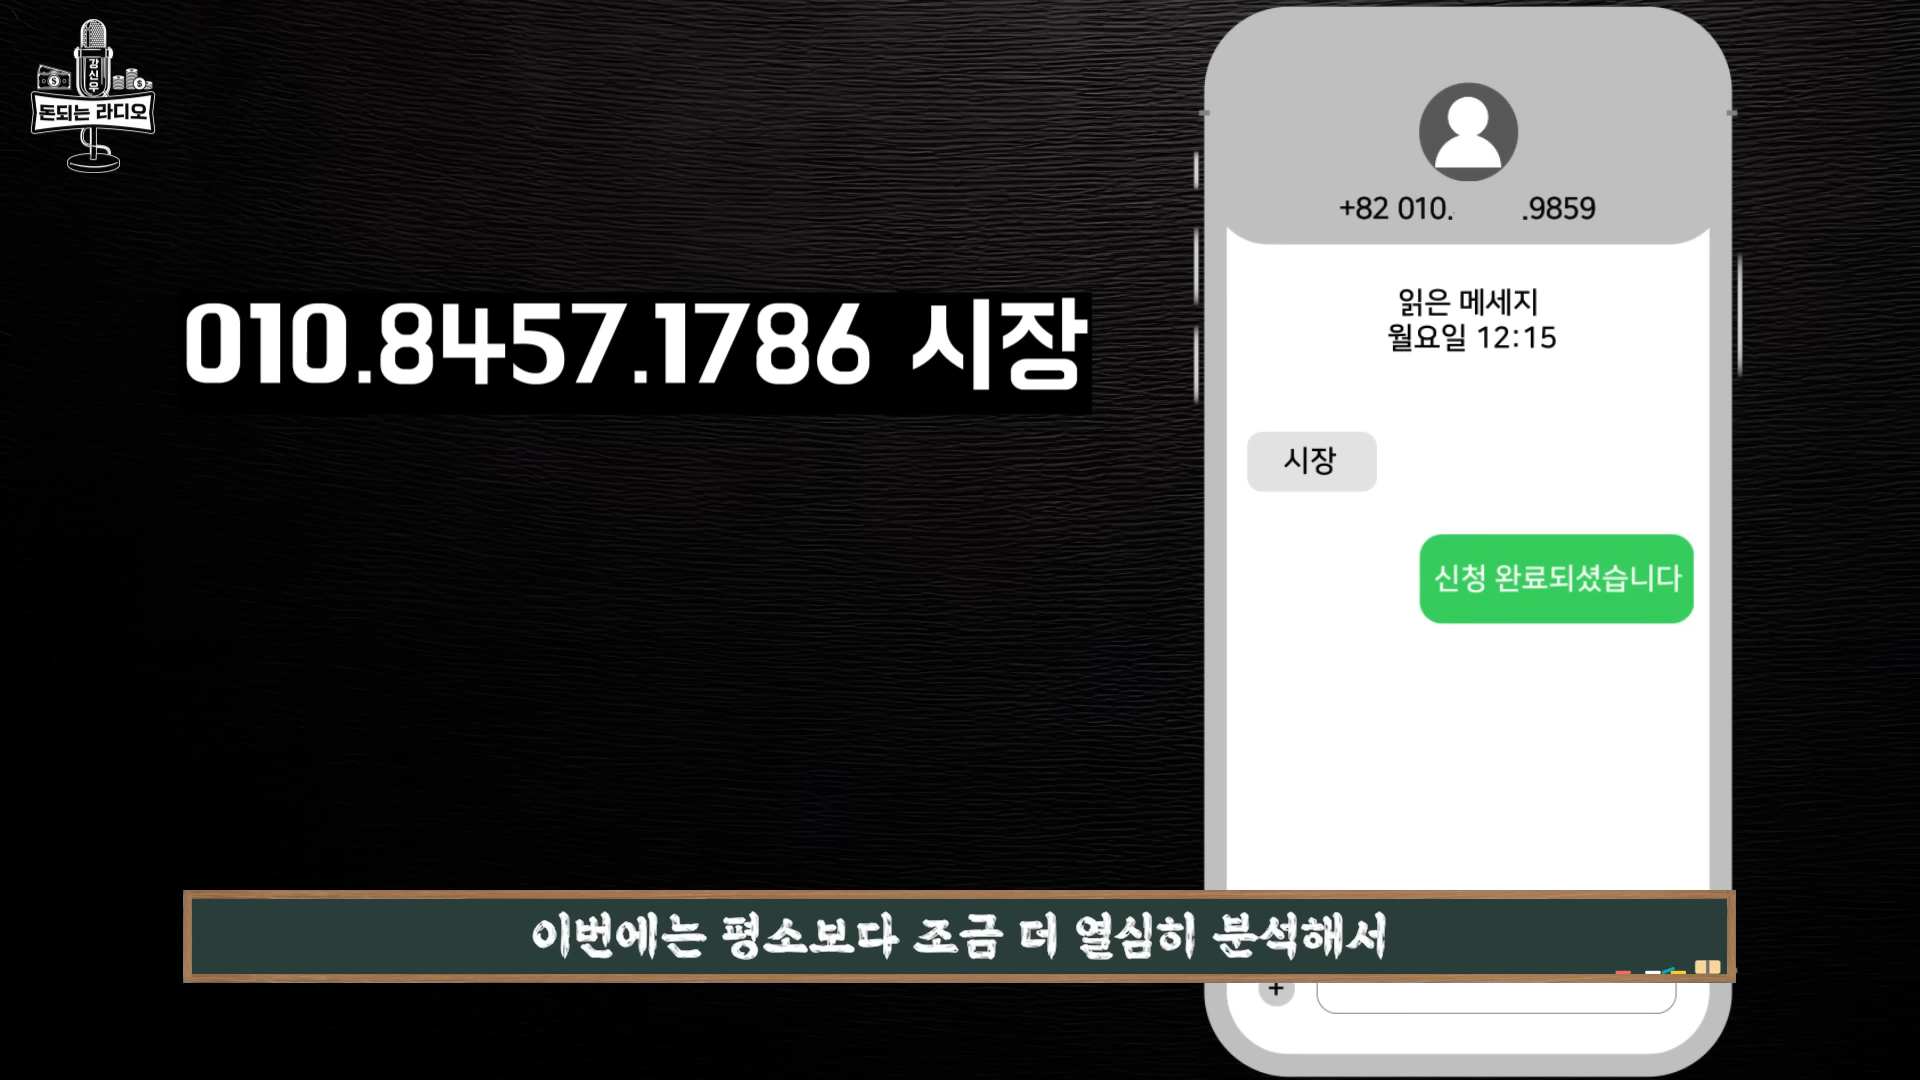 강신우
돈되는 라디오
010.8457.1786 시장
+82 010. .9859
읽은 메세지
월요일 12:15
시장
신청 완료되셨습니다
이번에는 평소보다 조금 더 열심히 분석해서
+